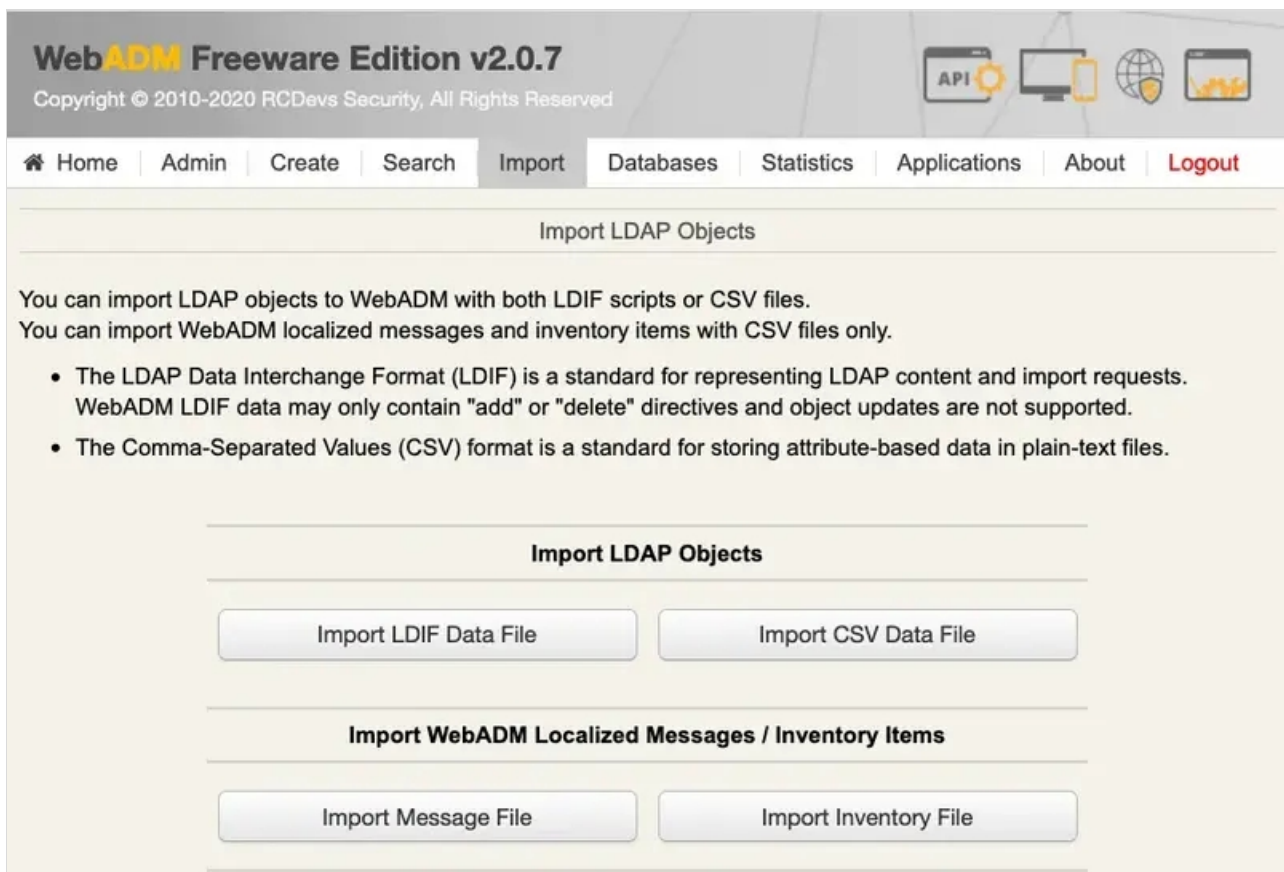 WebADM Freeware Edition v2.0.7
Copyright © 2010-2020 RCDevs Security, All Rights Reserved
API
Home Admin Create Search Import Databases Statistics Applications About Logout
Import LDAP Objects
You can import LDAP objects to WebADM with both LDIF scripts or CSV files.
You can import WebADM localized messages and inventory items with CSV files only.
• The LDAP Data Interchange Format (LDIF) is a standard for representing LDAP content and import requests.
WebADM LDIF data may only contain "add" or "delete" directives and object updates are not supported.
• The Comma-Separated Values (CSV) format is a standard for storing attribute-based data in plain-text files.
Import LDAP Objects
Import LDIF Data File Import CSV Data File
Import WebADM Localized Messages / Inventory Items
Import Message File Import Inventory File